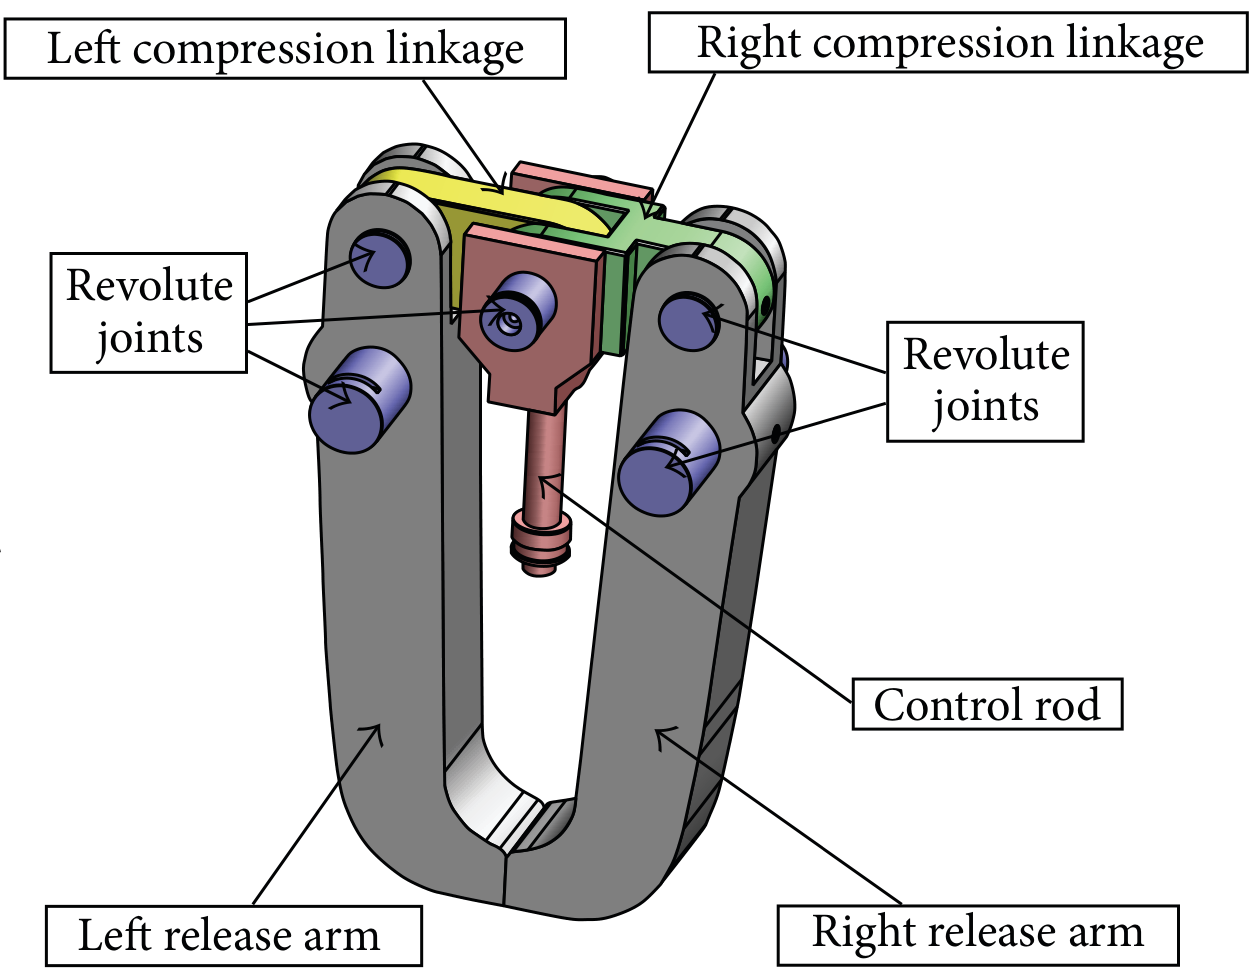 Left compression linkage
Right compression linkage
Revolute
joints
Revolute
joints
Control rod
Left release arm
Right release arm